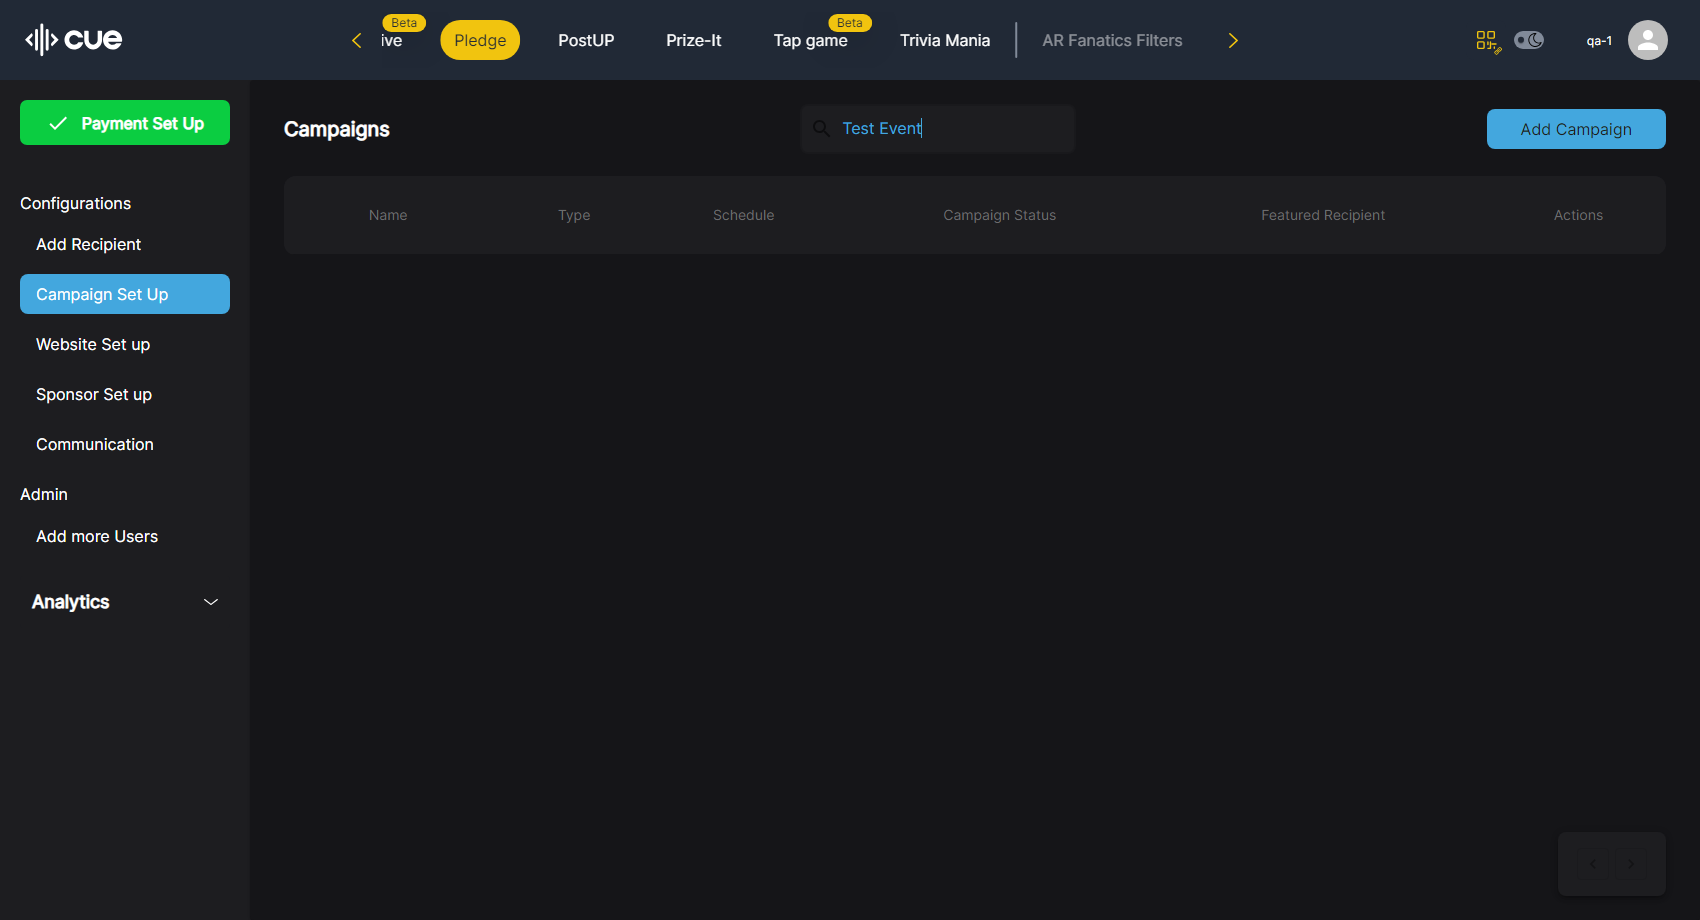 cue
Beta
ive
Pledge
PostUP
Prize-It
Beta
Tap game
Trivia Mania
AR Fanatics Filters
qa-1
Payment Set Up
Configurations
Add Recipient
Campaign Set Up
Website Set up
Sponsor Set up
Communication
Admin
Add more Users
Analytics
Campaigns
Test Event
Add Campaign
Name
Type
Schedule
Campaign Status
Featured Recipient
Actions